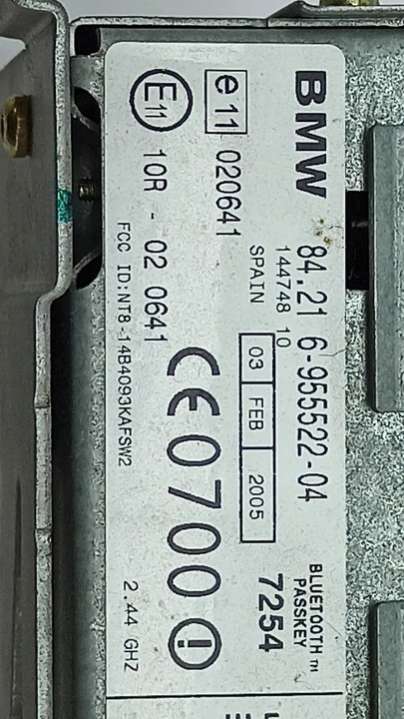 BMW 84.21 6-955522-04
144748 10
BLUETOOTH™
PASSKEY
7254
e11 020641
SPAIN
03 FEB 2005
E11 10R - 02 0641
CE0700
FCC ID:NT8-14B4093KAFSW2
2.44 GHZ